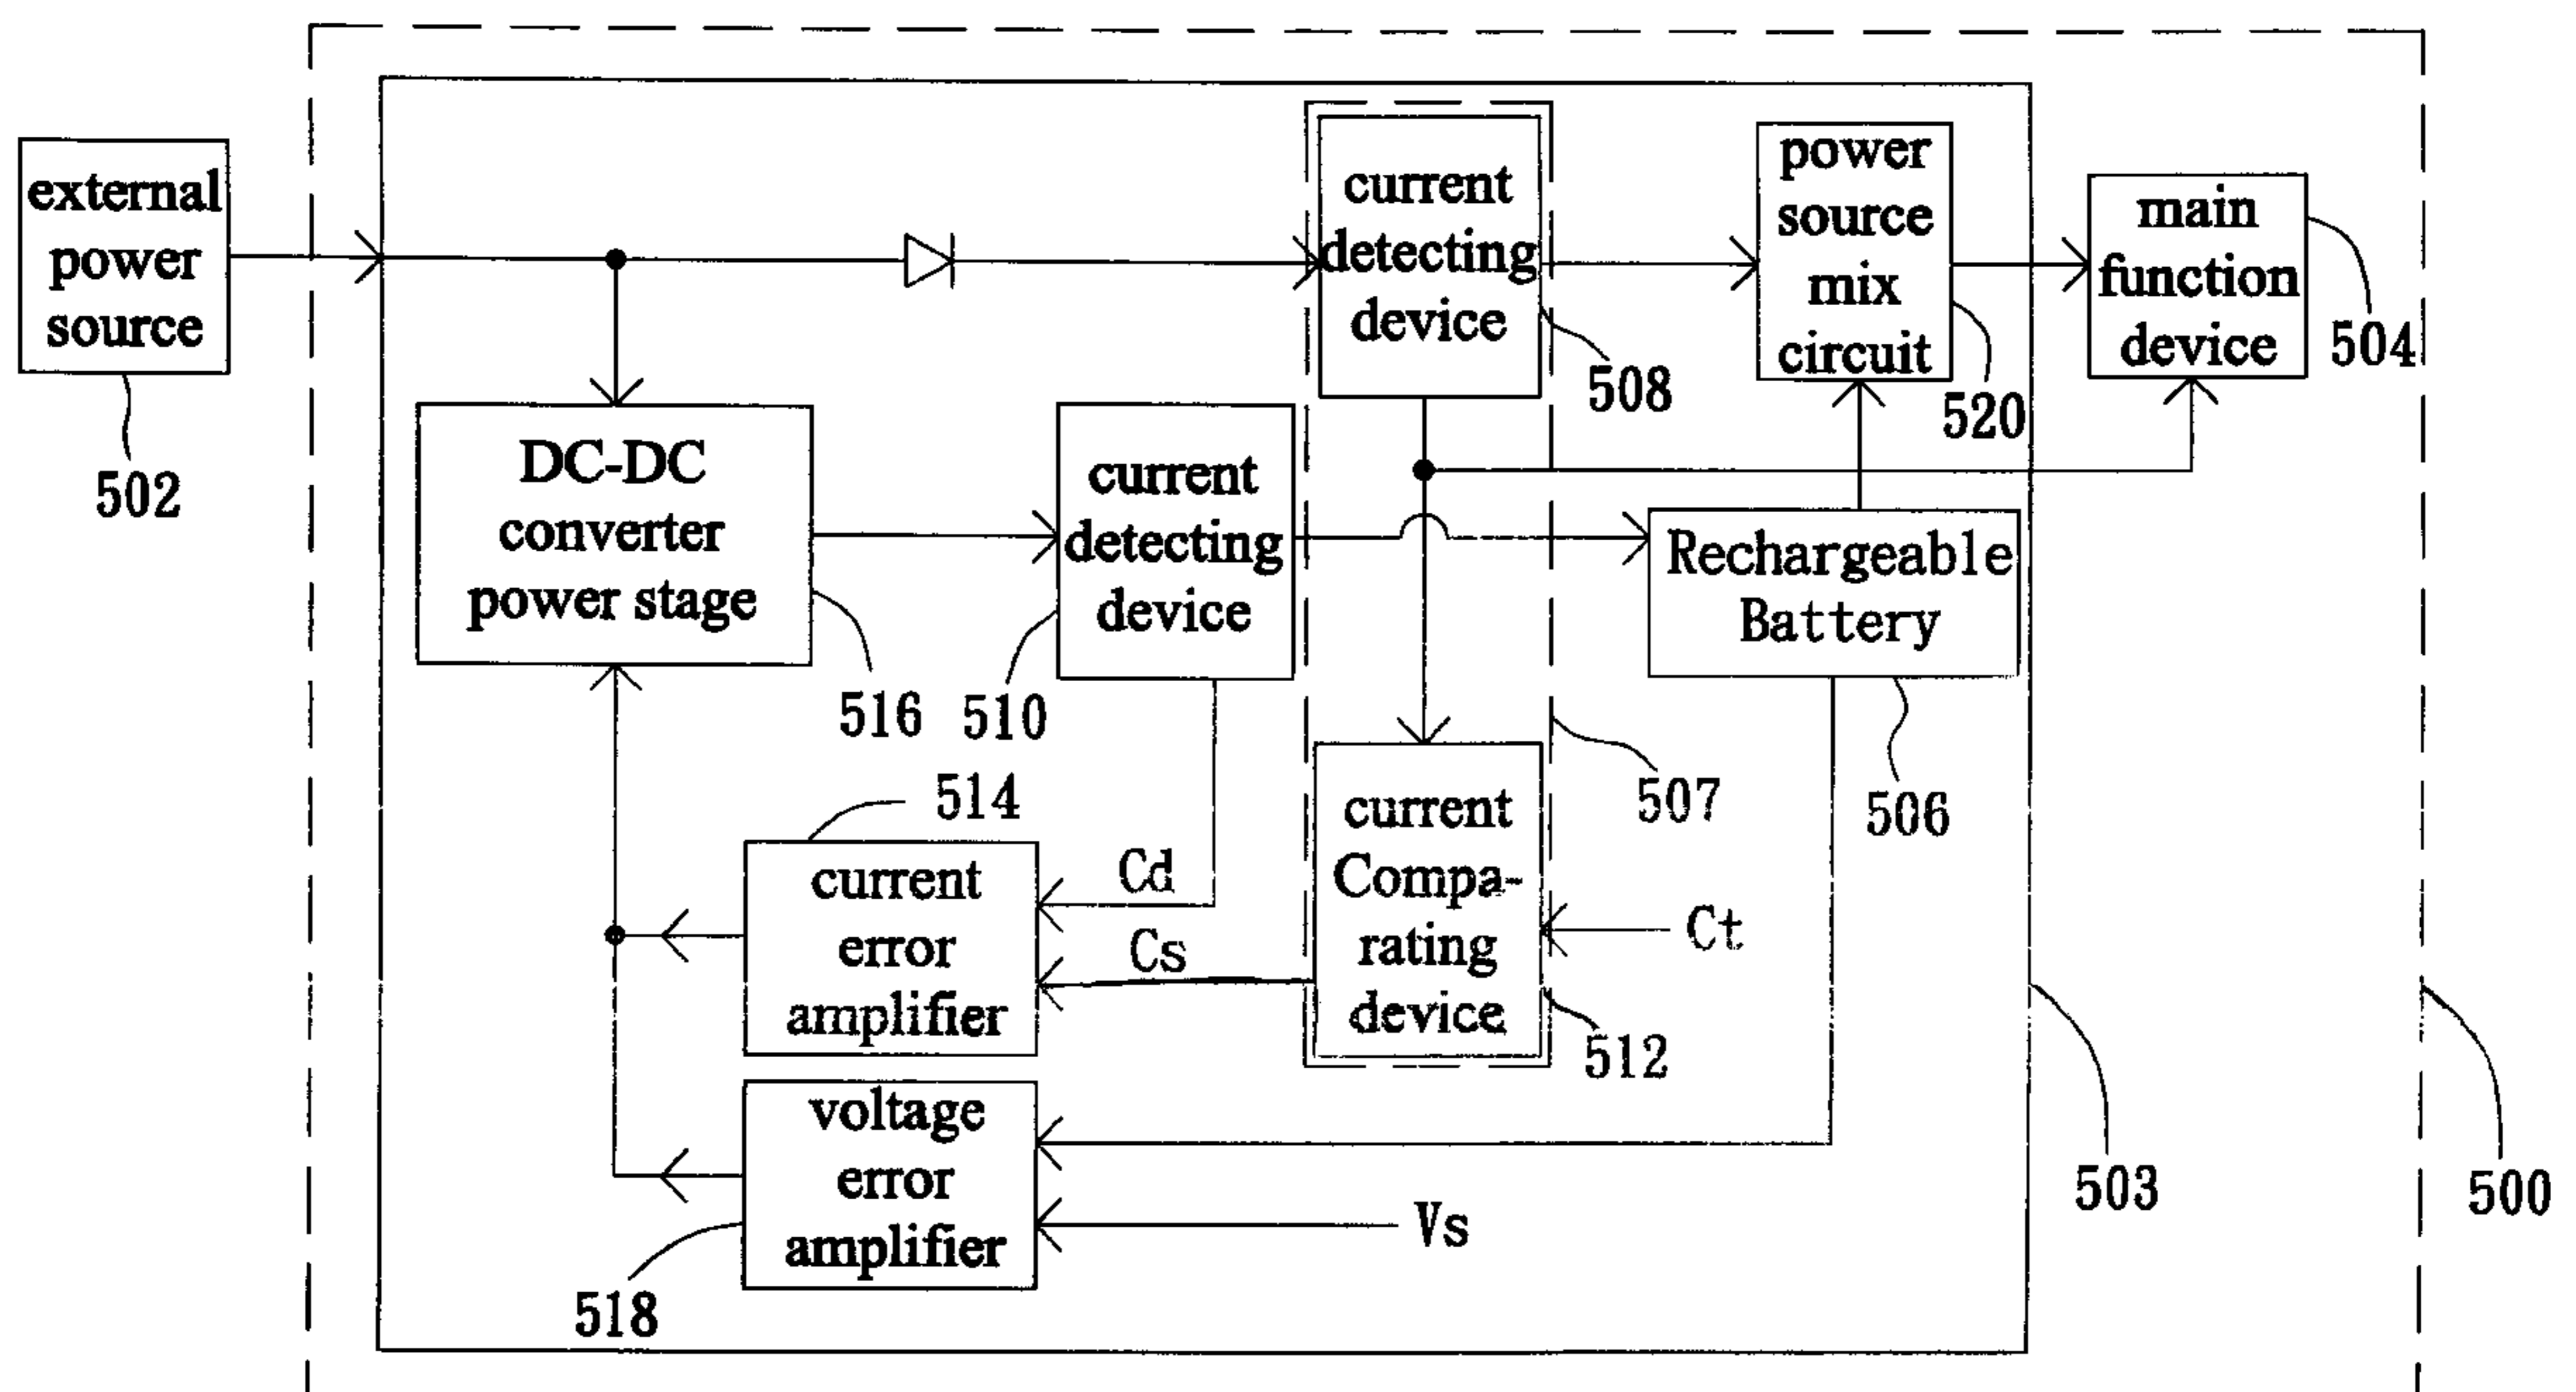 external
power
source
502
current
detecting
device
508
power
source
mix
circuit
520
main
function
device
504
DC-DC
converter
power stage
516
current
detecting
device
510
Rechargeable
Battery
506
507
514
current
error
amplifier
Cd
Cs
current
Compa-
rating
device
Ct
512
voltage
error
amplifier
518
Vs
503
500